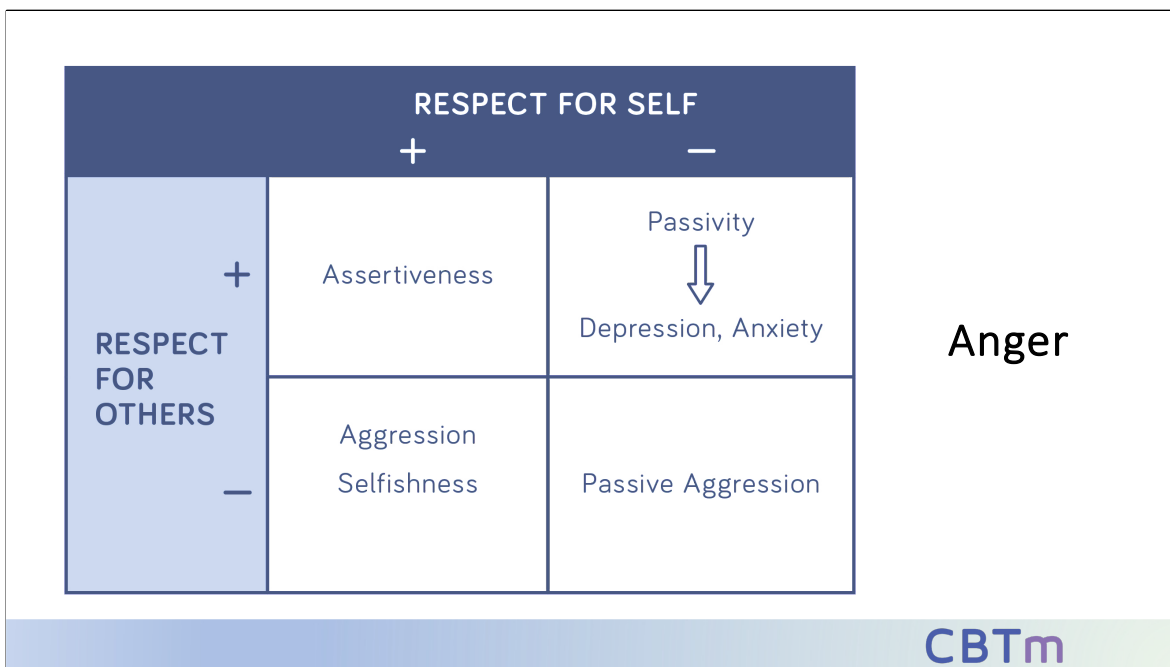 RESPECT FOR SELF
+ −
+
Assertiveness
Passivity
Depression, Anxiety
RESPECT
FOR
OTHERS
−
Aggression
Selfishness
Passive Aggression
Anger
CBTm